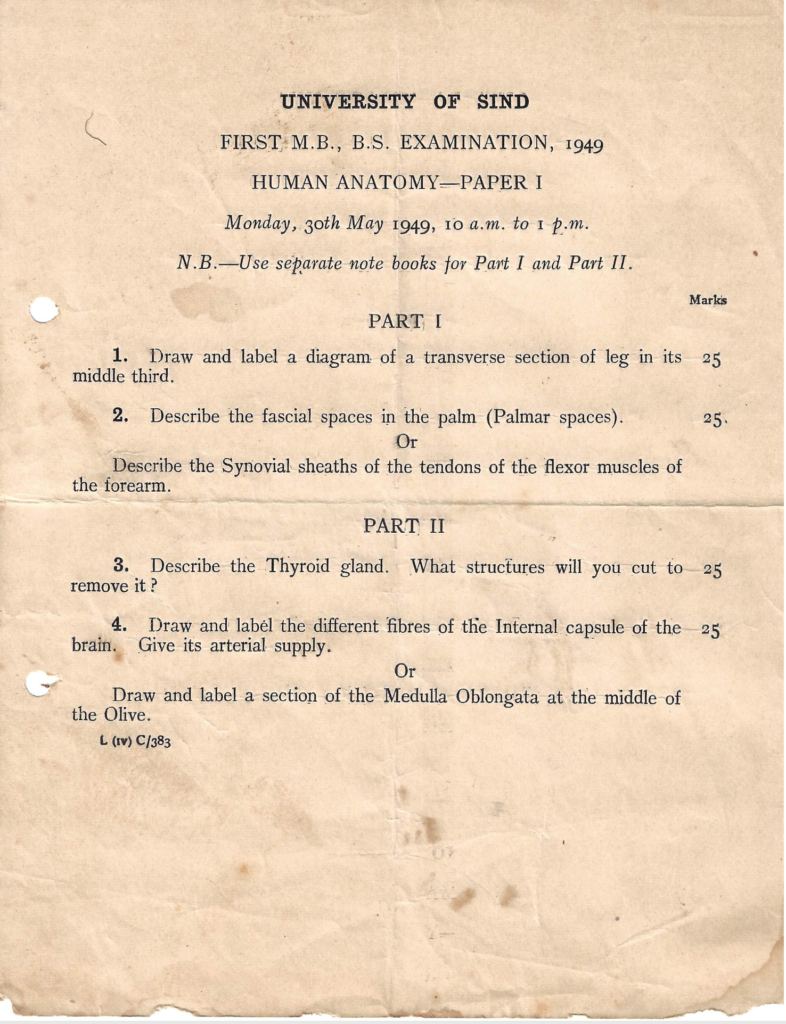 UNIVERSITY OF SIND
FIRST M.B., B.S. EXAMINATION, 1949
HUMAN ANATOMY—PAPER I
Monday, 30th May 1949, 10 a.m. to 1 p.m.
N.B.—Use separate note books for Part I and Part II.
Marks
PART I
1. Draw and label a diagram of a transverse section of leg in its 25
middle third.
2. Describe the fascial spaces in the palm (Palmar spaces). 25.
Or
Describe the Synovial sheaths of the tendons of the flexor muscles of
the forearm.
PART II
3. Describe the Thyroid gland. What structures will you cut to 25
remove it ?
4. Draw and label the different fibres of the Internal capsule of the 25
brain. Give its arterial supply.
Or
Draw and label a section of the Medulla Oblongata at the middle of
the Olive.
L (iv) C/383